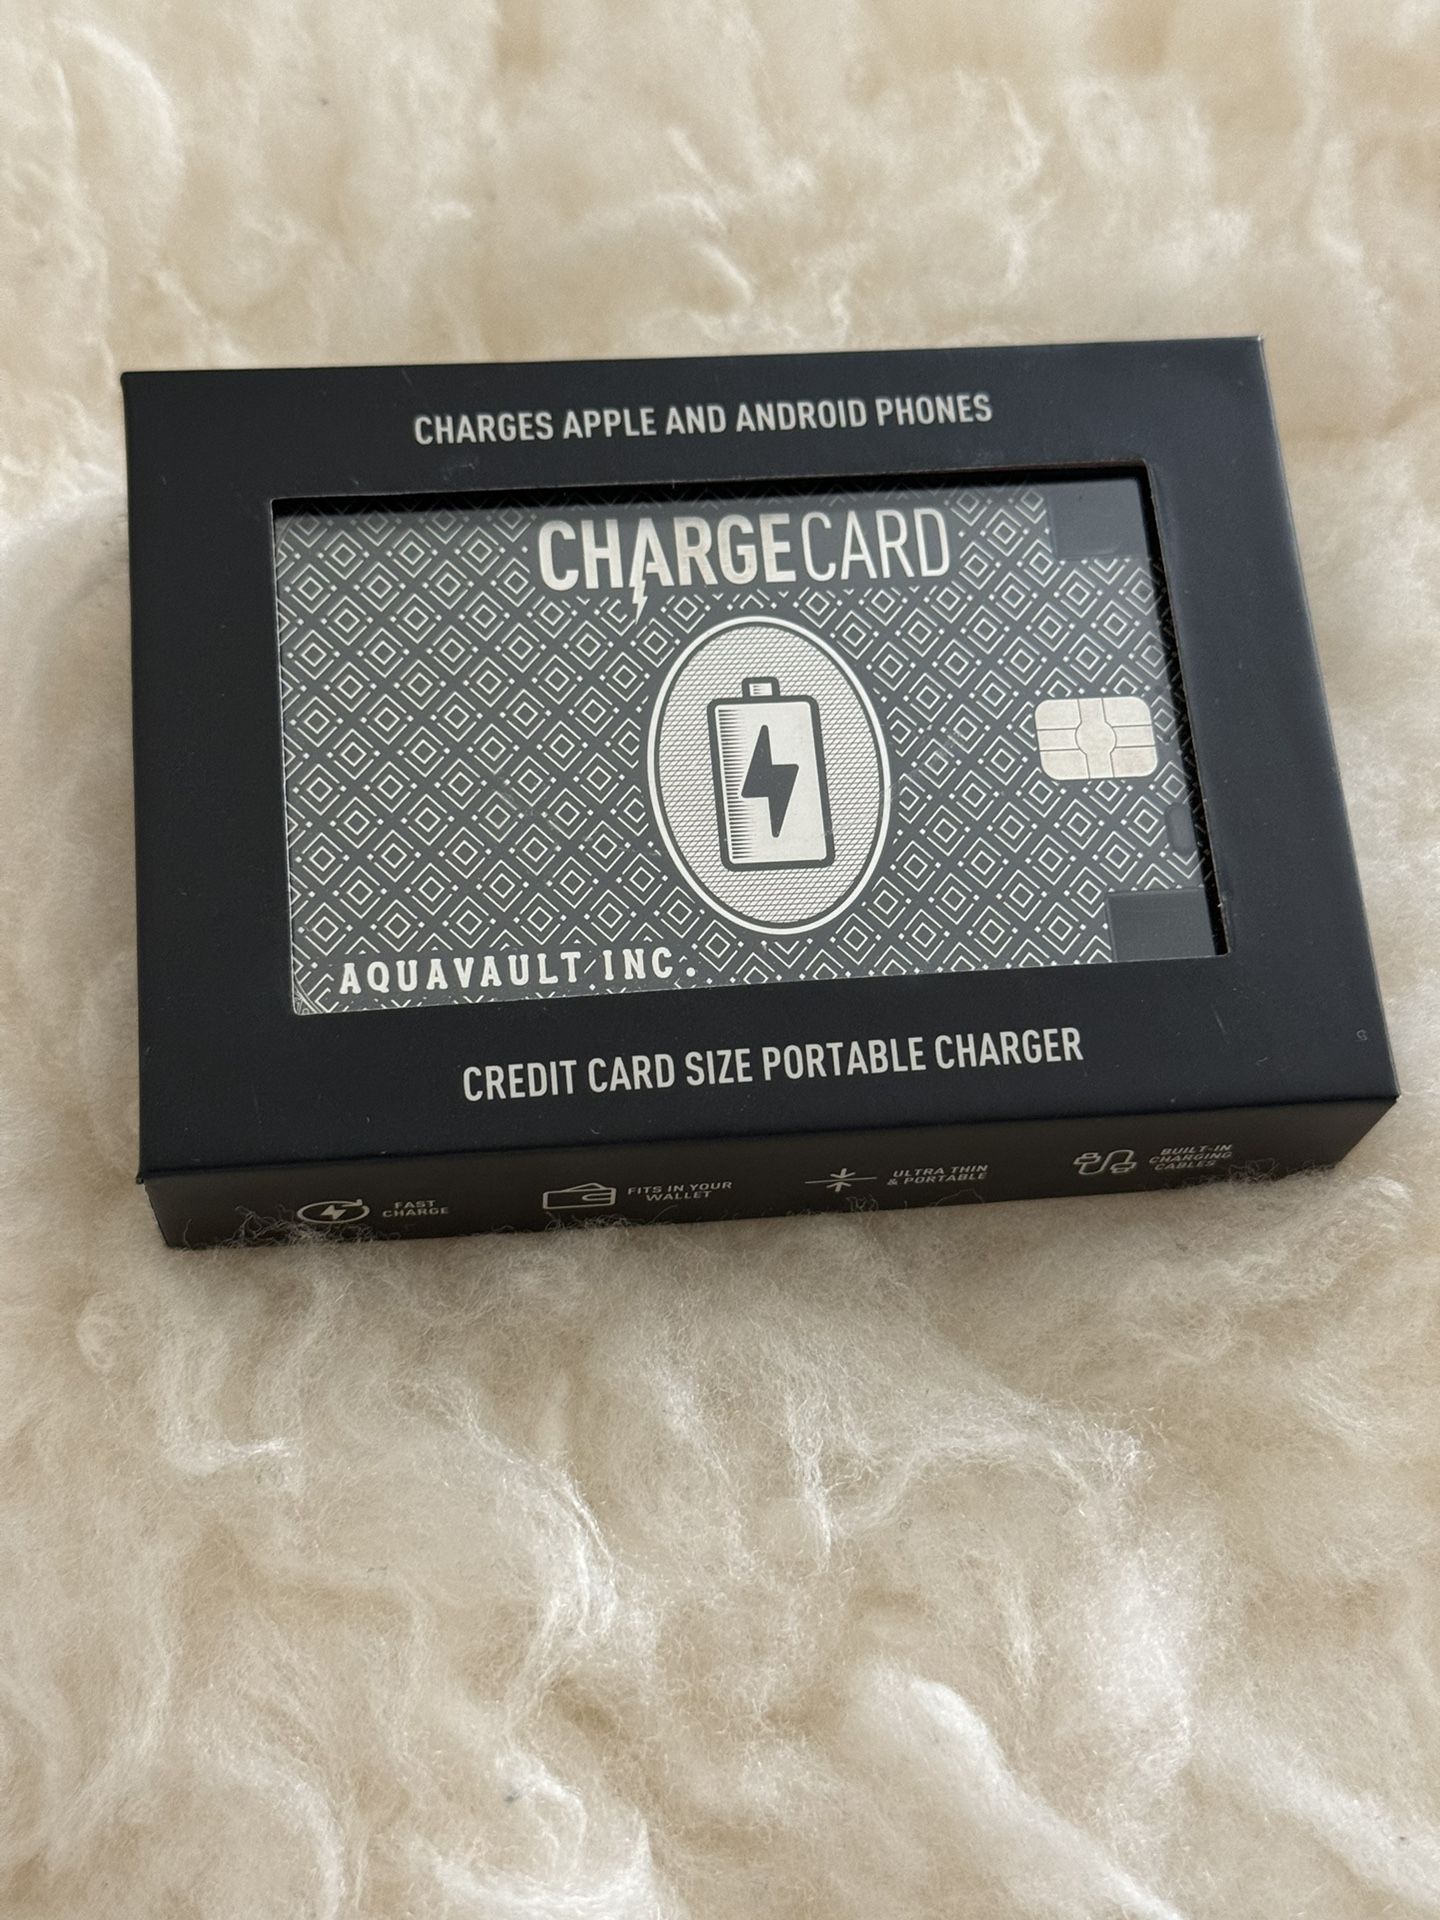 CHARGES APPLE AND ANDROID PHONES
CHARGECARD
AQUAVAULT INC.
CREDIT CARD SIZE PORTABLE CHARGER
FAST
CHARGE
FITS IN YOUR
WALLET
ULTRA THIN
& PORTABLE
BUILT-IN
CHARGING
CABLES